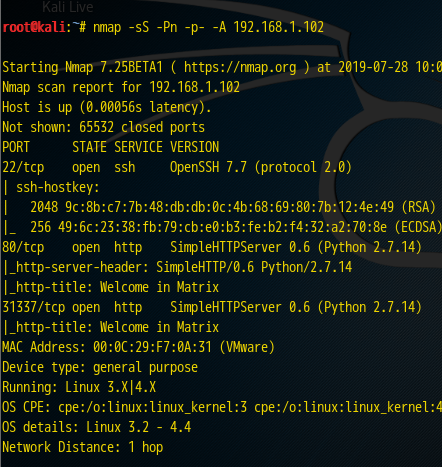 Kali Live
root@kali:~# nmap -sS -Pn -p- -A 192.168.1.102
Starting Nmap 7.25BETA1 ( https://nmap.org ) at 2019-07-28 10:0
Nmap scan report for 192.168.1.102
Host is up (0.00056s latency).
Not shown: 65532 closed ports
PORT STATE SERVICE VERSION
22/tcp open ssh OpenSSH 7.7 (protocol 2.0)
| ssh-hostkey:
| 2048 9c:8b:c7:7b:48:db:db:0c:4b:68:69:80:7b:12:4e:49 (RSA)
|_ 256 49:6c:23:38:fb:79:cb:e0:b3:fe:b2:f4:32:a2:70:8e (ECDSA)
80/tcp open http SimpleHTTPServer 0.6 (Python 2.7.14)
|_http-server-header: SimpleHTTP/0.6 Python/2.7.14
|_http-title: Welcome in Matrix
31337/tcp open http SimpleHTTPServer 0.6 (Python 2.7.14)
|_http-title: Welcome in Matrix
MAC Address: 00:0C:29:F7:0A:31 (VMware)
Device type: general purpose
Running: Linux 3.X|4.X
OS CPE: cpe:/o:linux:linux_kernel:3 cpe:/o:linux:linux_kernel:4
OS details: Linux 3.2 - 4.4
Network Distance: 1 hop